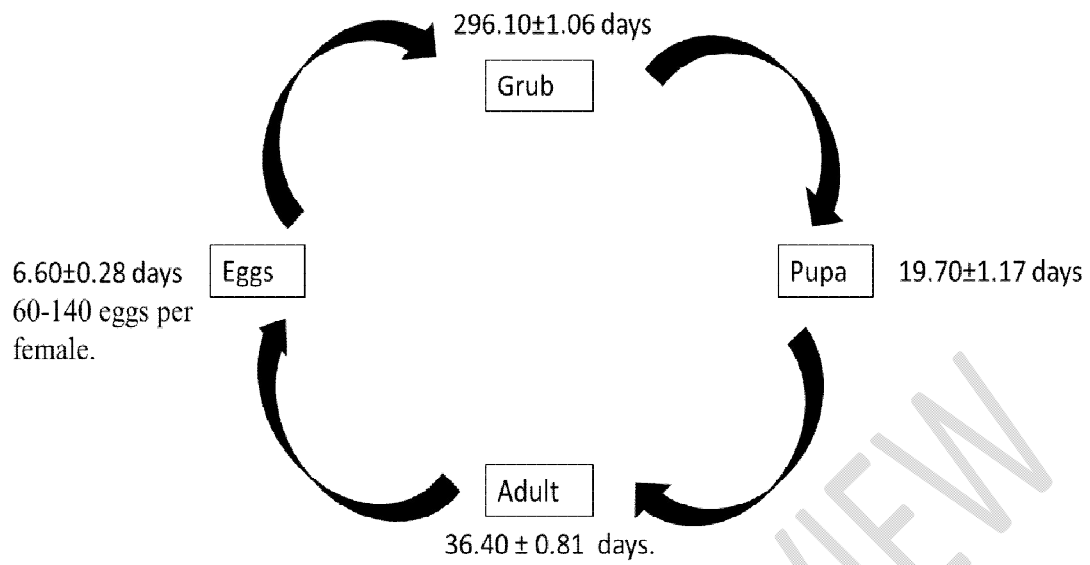 296.10±1.06 days
Grub
6.60±0.28 days
60-140 eggs per
female.
Eggs
Pupa
19.70±1.17 days
Adult
36.40 ± 0.81 days.
VIEW